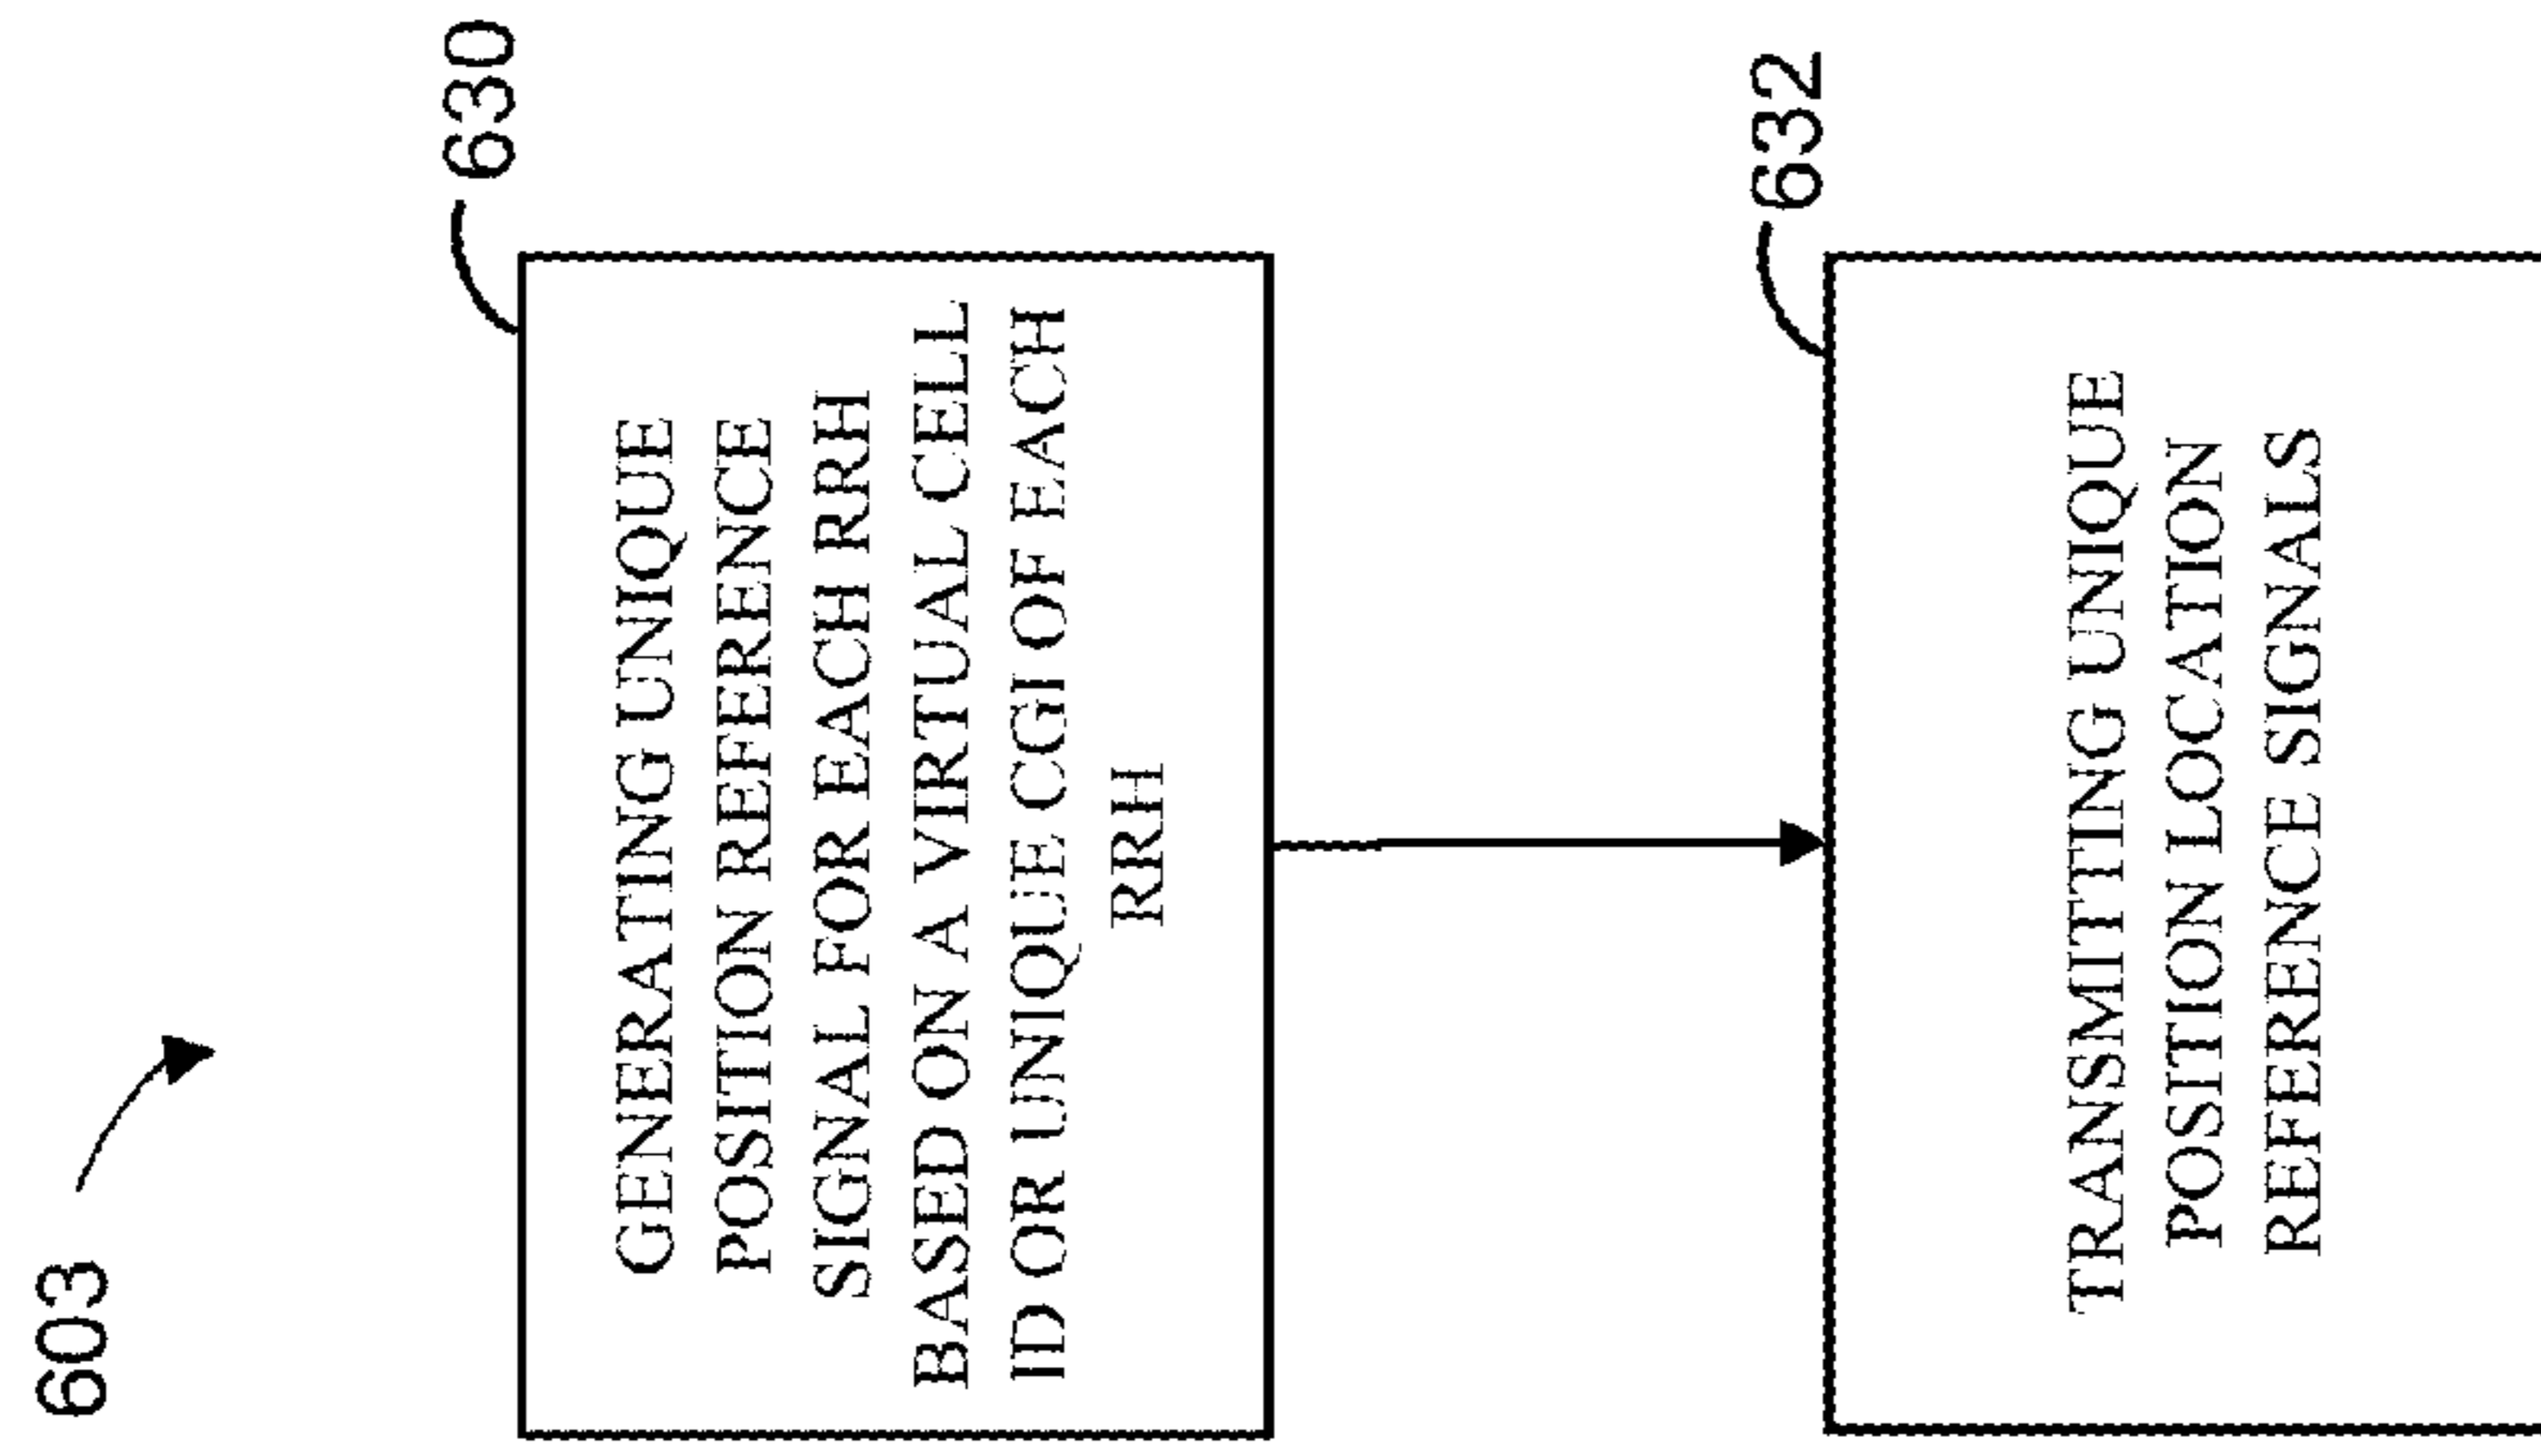 603
630
GENERATING UNIQUE
POSITION REFERENCE
SIGNAL FOR EACH RRH
BASED ON A VIRTUAL CELL
ID OR UNIQUE CGI OF EACH
RRH
632
TRANSMITTING UNIQUE
POSITION LOCATION
REFERENCE SIGNALS